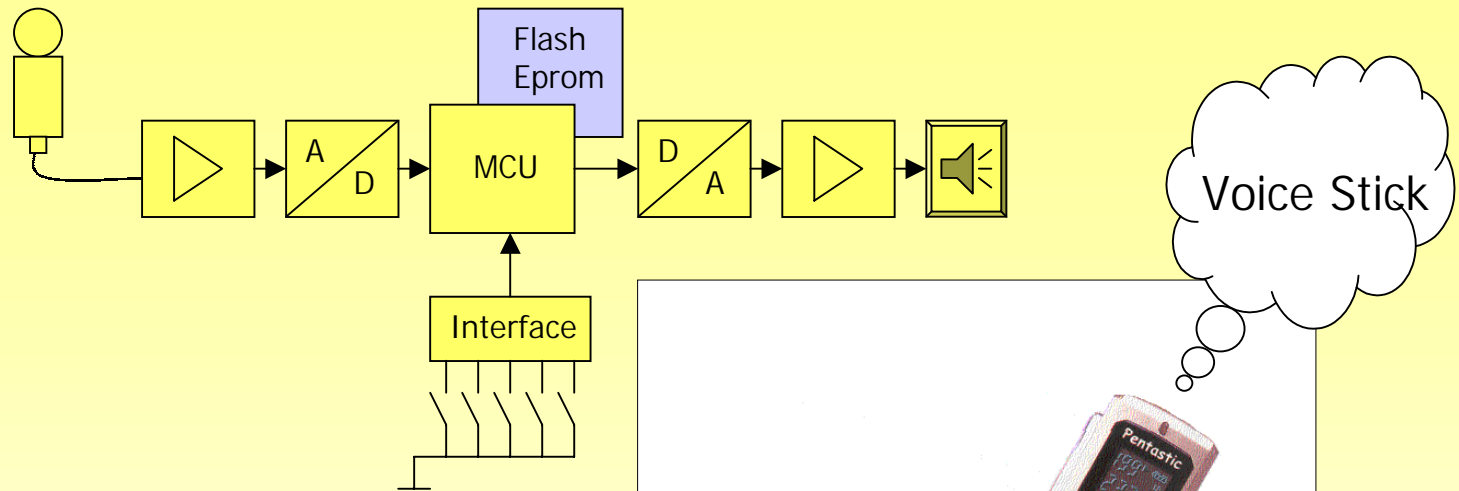 Flash
Eprom
A
D
MCU
D
A
Voice Stick
Interface
Pentastic